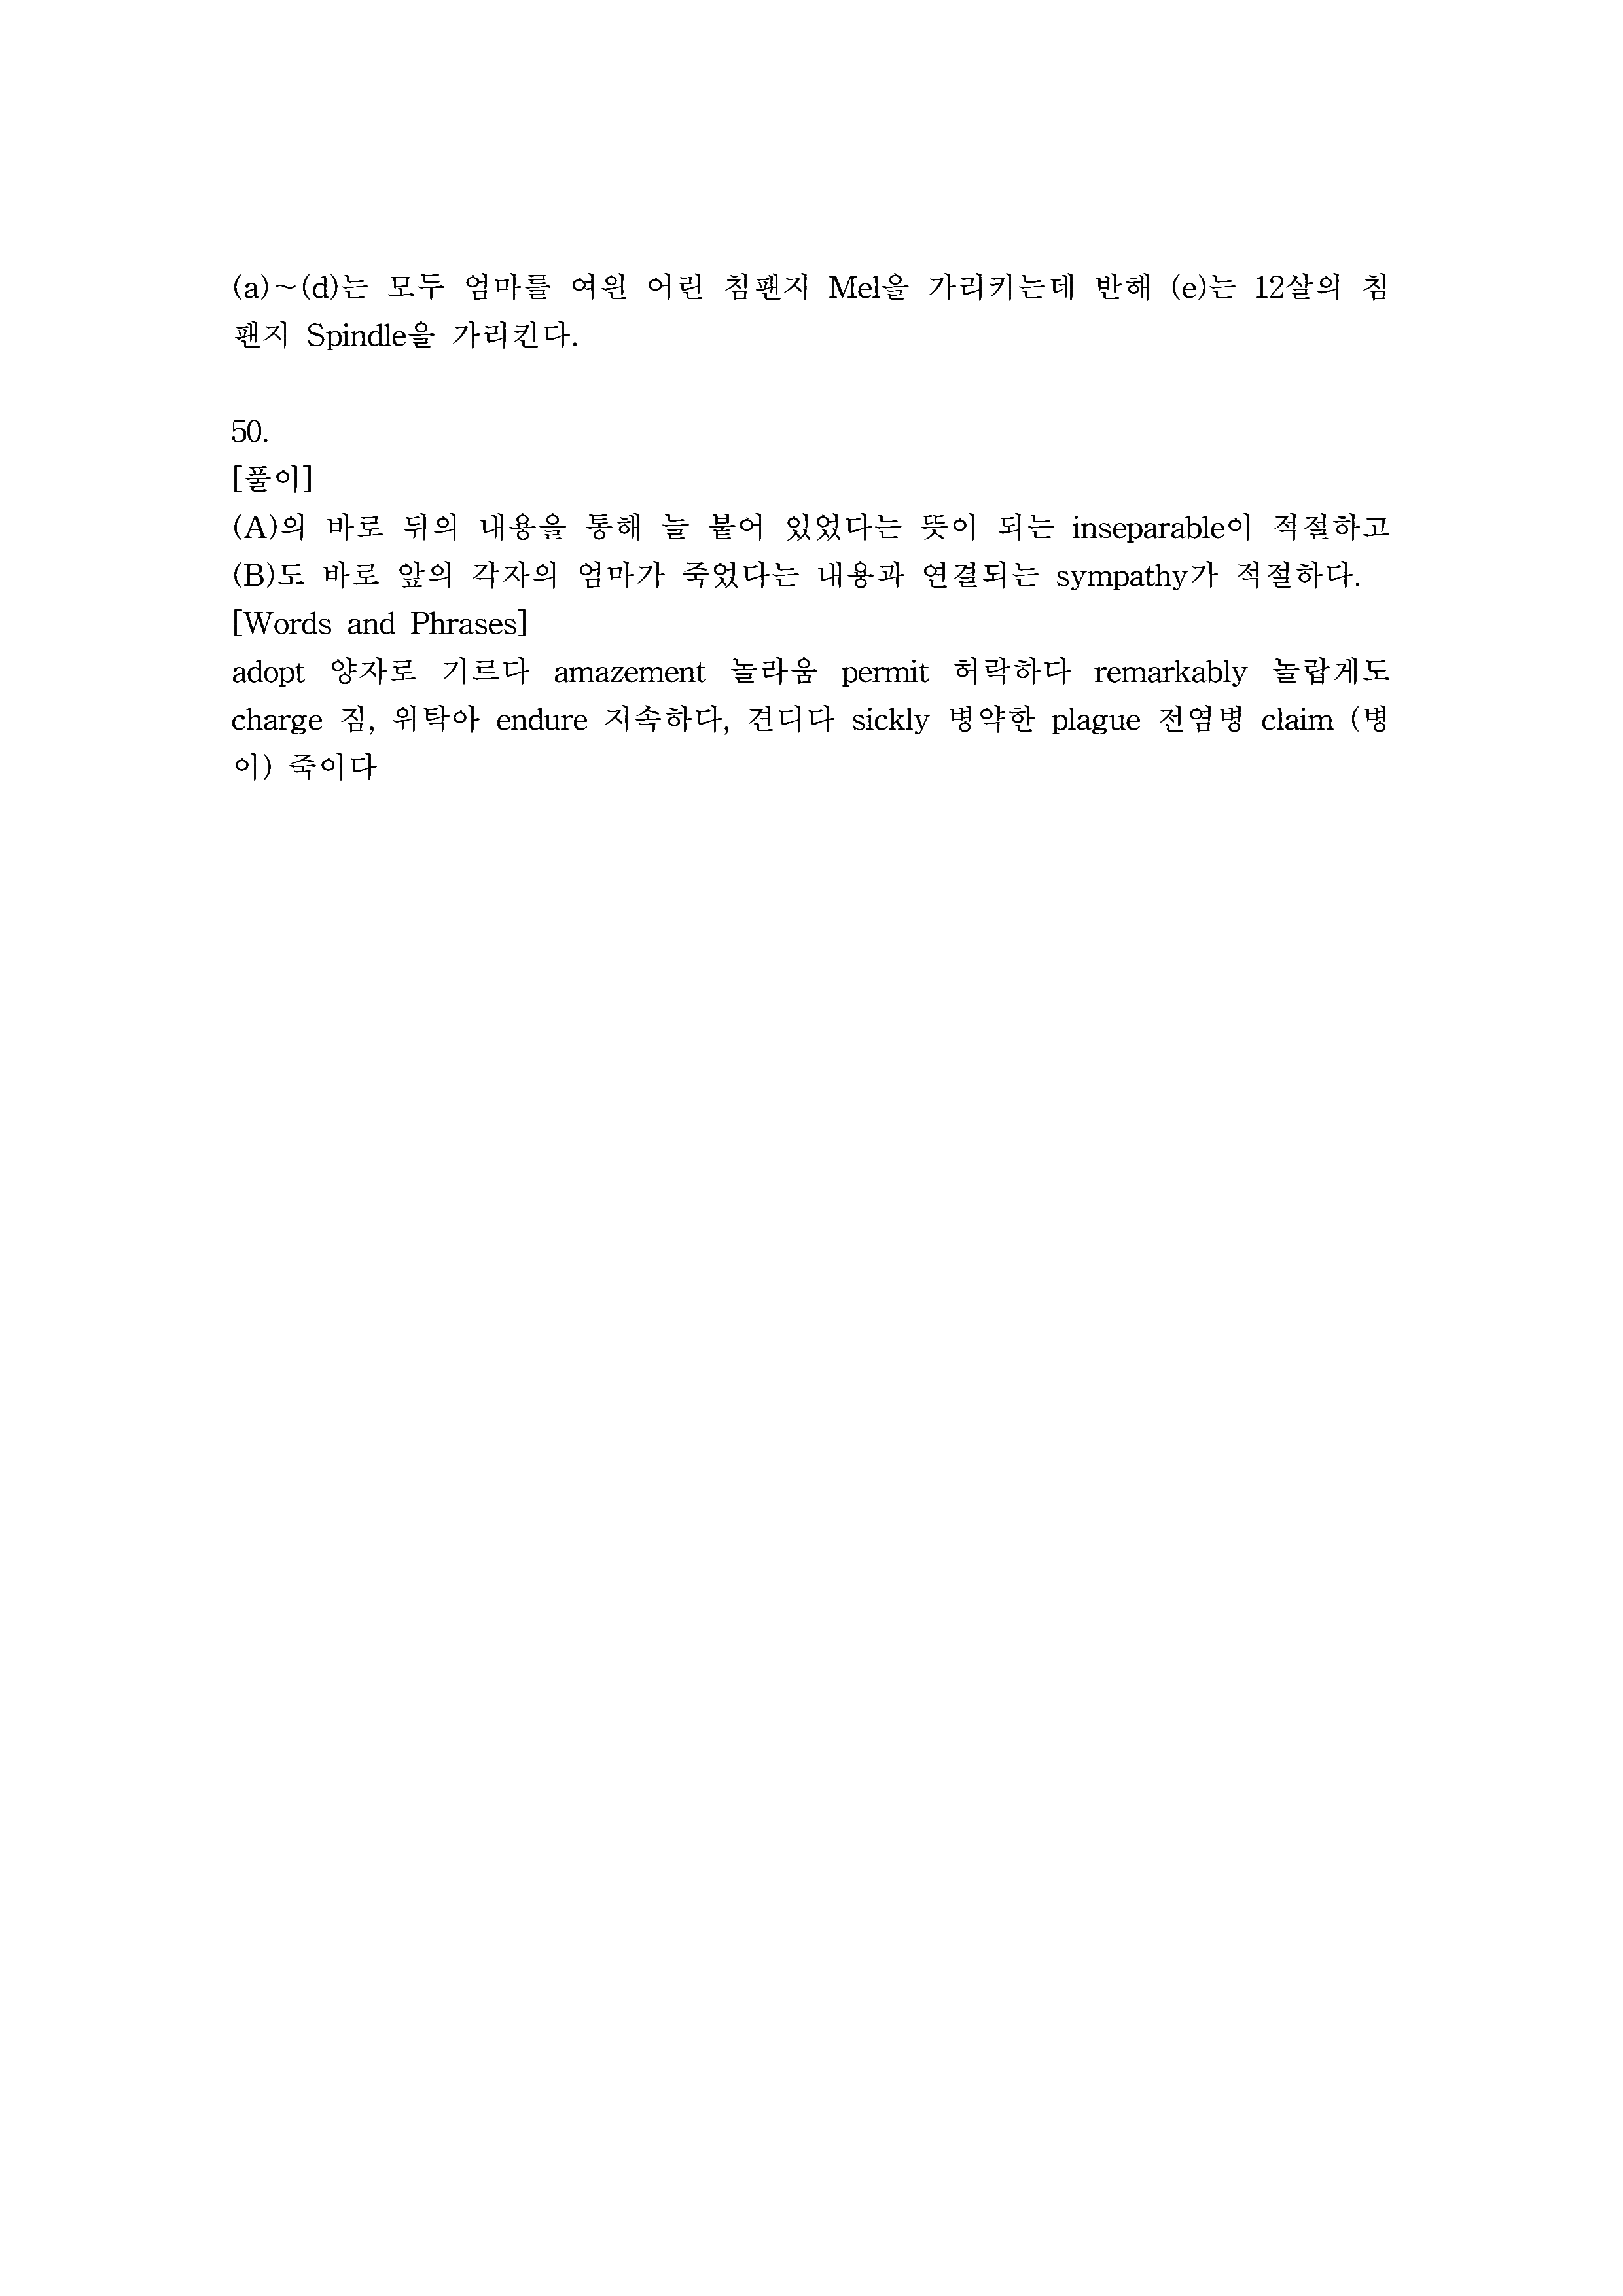 (a)~(d)는 모두 엄마를 여윈 어린 침팬지 Mel을 가리키는데 반해 (e)는 12살의 침
팬지 Spindle을 가리킨다.
50.
[풀이]
(A)의 바로 뒤의 내용을 통해 늘 붙어 있었다는 뜻이 되는 inseparable이 적절하고
(B)도 바로 앞의 각자의 엄마가 죽었다는 내용과 연결되는 sympathy가 적절하다.
[Words and Phrases]
adopt 양자로 기르다 amazement 놀라움 permit 허락하다 remarkably 놀랍게도
charge 짐, 위탁아 endure 지속하다, 견디다 sickly 병약한 plague 전염병 claim (병
이) 죽이다